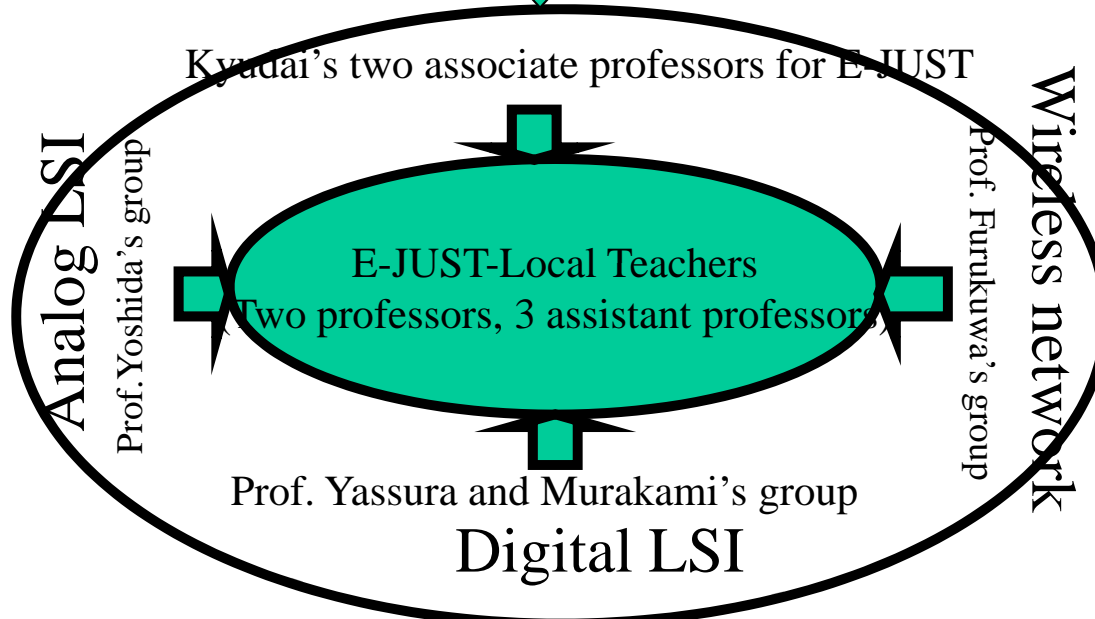 Kyudai’s two associate professors for E-JUST
Analog LSI
Prof.Yoshida’s group
E-JUST-Local Teachers
(Two professors, 3 assistant professors)
Prof. Furukuwa’s group
Wireless network
Prof. Yassura and Murakami’s group
Digital LSI